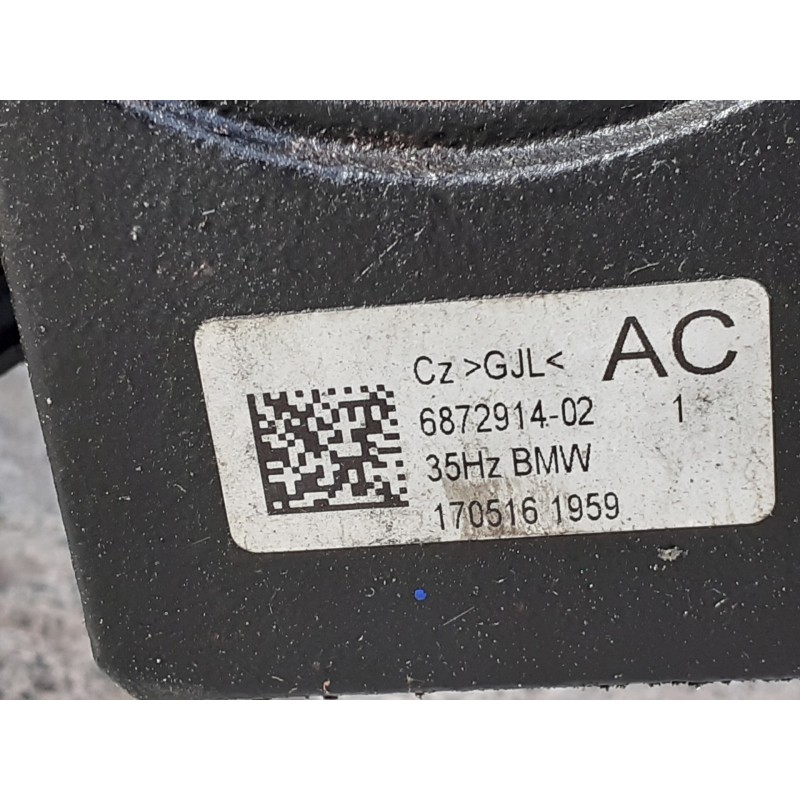 Cz >GJL< AC
6872914-02 1
35Hz BMW
170516 1959